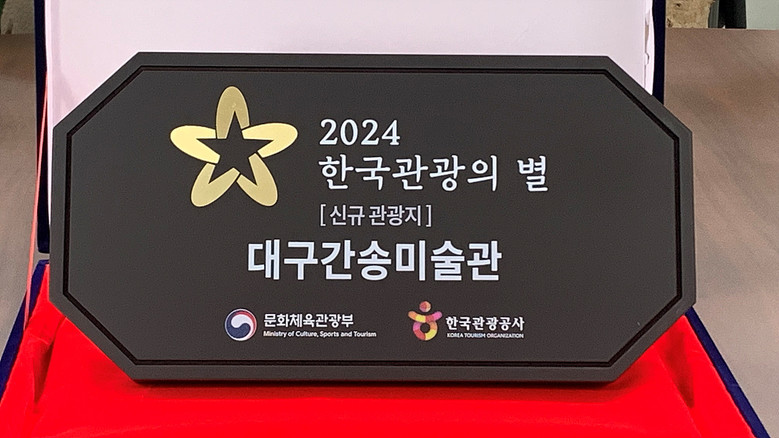 2024
한국관광의 별
[ 신규 관광지 ]
대구간송미술관
문화체육관광부
Ministry of Culture, Sports and Tourism
한국관광공사
KOREA TOURISM ORGANIZATION